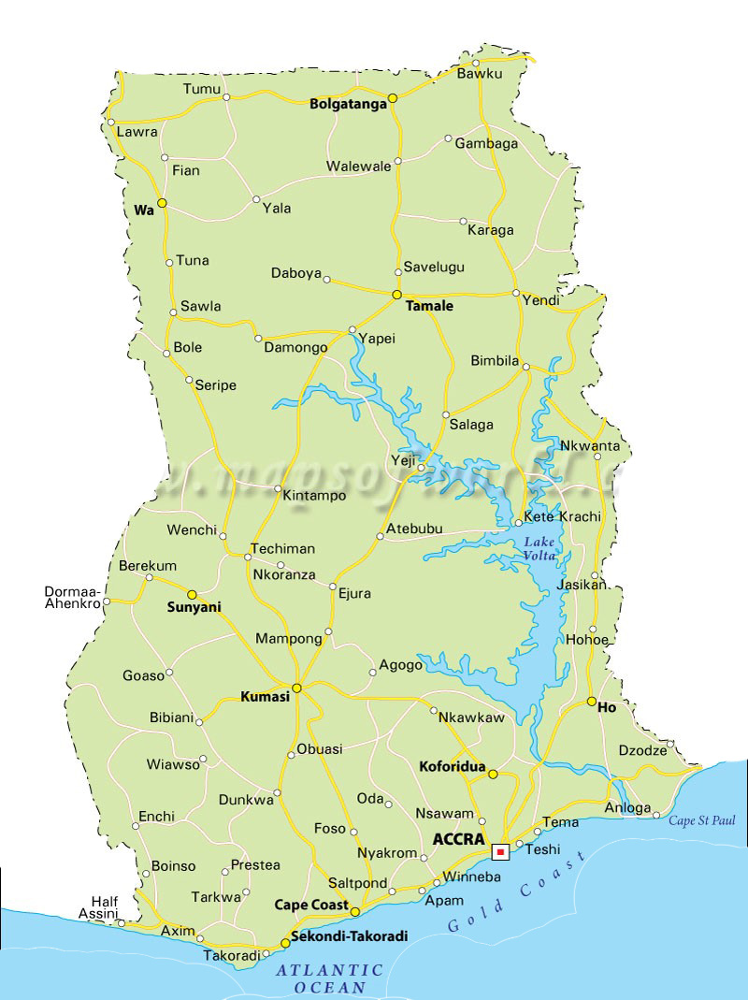 Bawku
Tumu
Bolgatanga
Lawra
Gambaga
Fian
Walewale
Wa
Yala
Karaga
Tuna
Daboya
Savelugu
Sawla
Tamale
Yendi
Yapei
Bole
Damongo
Bimbila
Seripe
Salaga
Nkwanta
Yeji
w.mapsofworld.c
Kintampo
Kete Krachi
Wenchi
Atebubu
Techiman
Lake
Volta
Berekum
Nkoranza
Jasikan
Dormaa-
Ahenkro
Ejura
Sunyani
Mampong
Hohoe
Goaso
Agogo
Kumasi
Ho
Bibiani
Nkawkaw
Obuasi
Dzodze
Wiawso
Koforidua
Dunkwa
Oda
Anloga
Enchi
Nsawam
Cape St Paul
Foso
Tema
ACCRA
Nyakrom
Teshi
Boinso
Prestea
Winneba
Saltpond
Tarkwa
Apam
Gold Coast
Half
Assini
Cape Coast
Axim
Sekondi-Takoradi
Takoradi
ATLANTIC
OCEAN